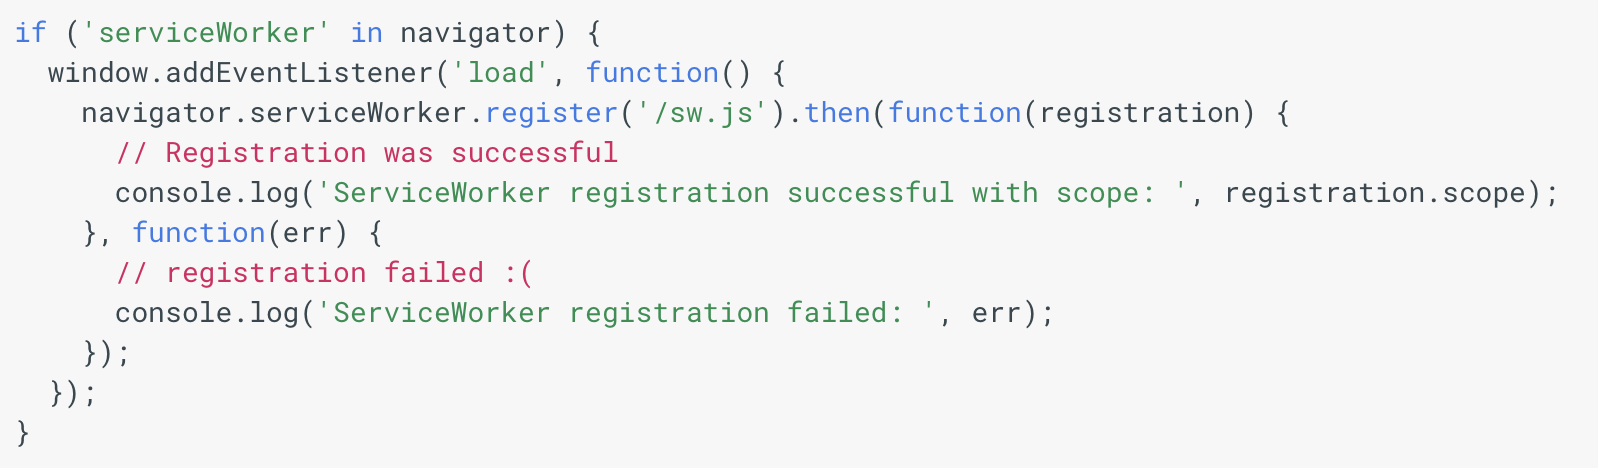 if ('serviceWorker' in navigator) {
  window.addEventListener('load', function() {
    navigator.serviceWorker.register('/sw.js').then(function(registration) {
      // Registration was successful
      console.log('ServiceWorker registration successful with scope: ', registration.scope);
    }, function(err) {
      // registration failed :(
      console.log('ServiceWorker registration failed: ', err);
    });
  });
}